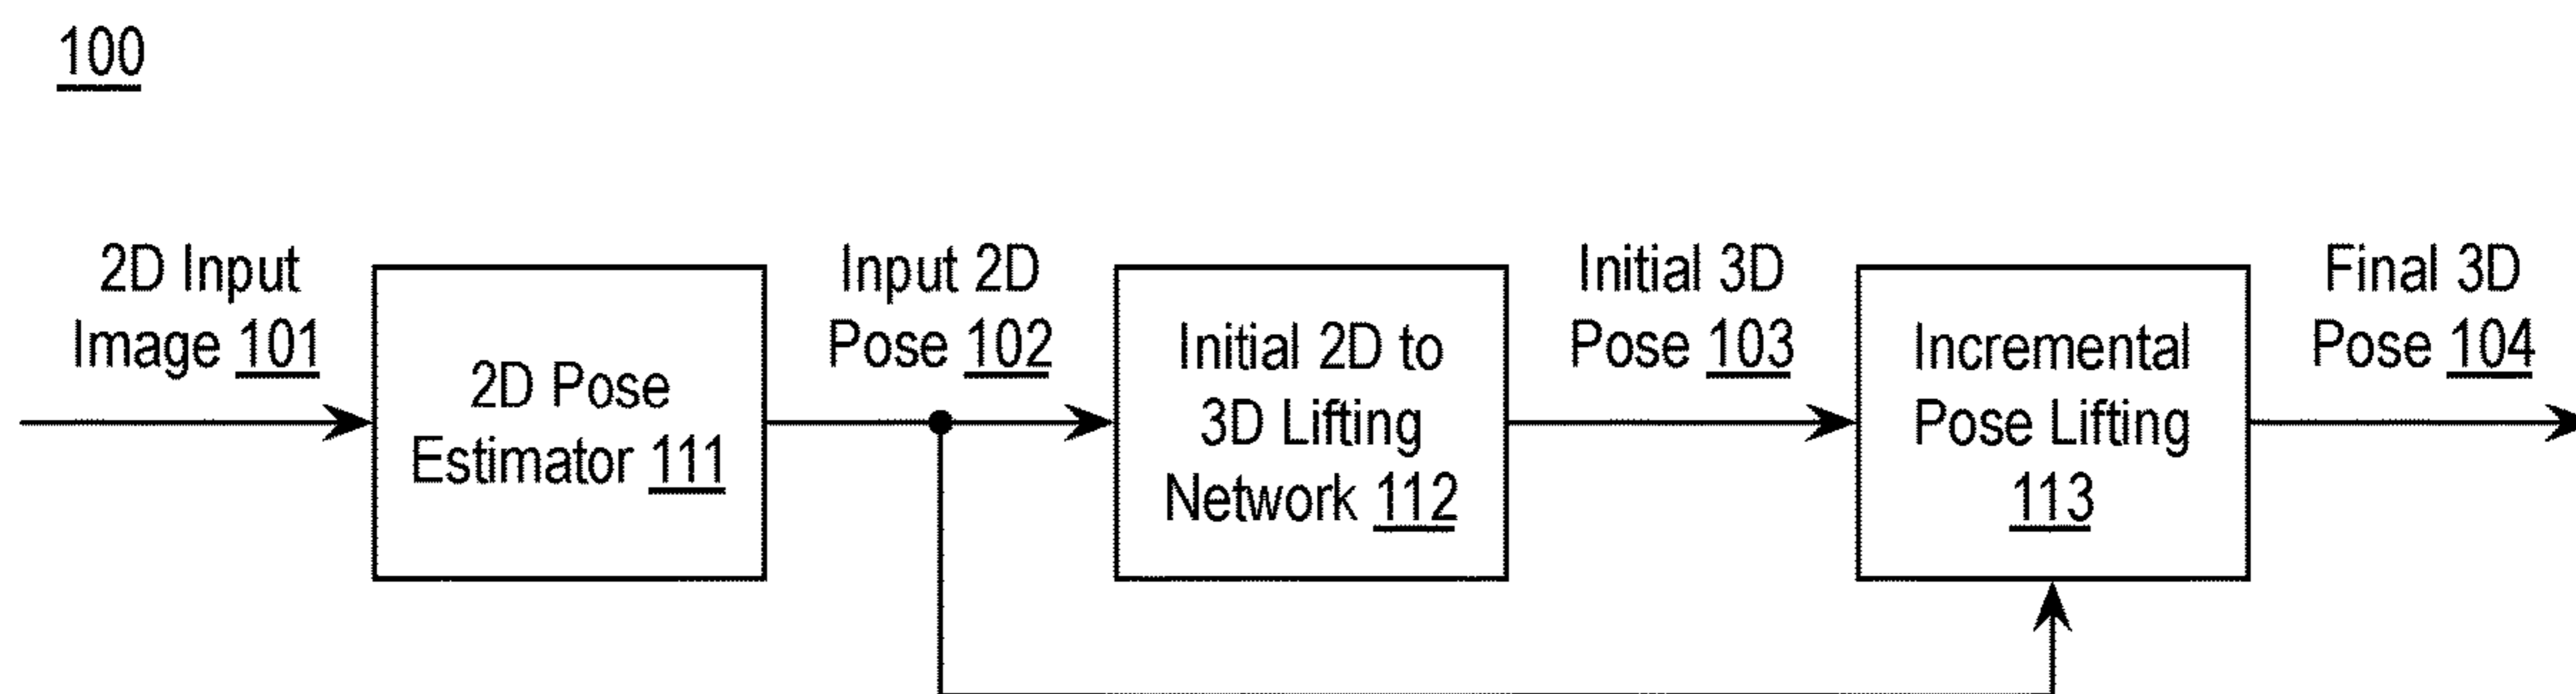 100
2D Input
Image 101
2D Pose
Estimator 111
Input 2D
Pose 102
Initial 2D to
3D Lifting
Network 112
Initial 3D
Pose 103
Incremental
Pose Lifting
113
Final 3D
Pose 104